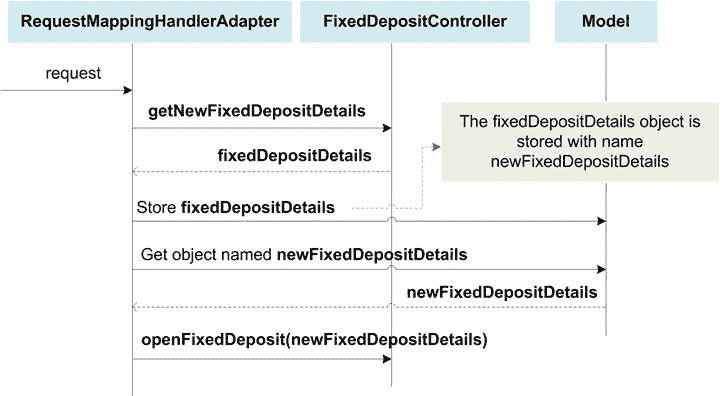 RequestMappingHandlerAdapter
FixedDepositController
Model
request
getNewFixedDepositDetails
The fixedDepositDetails object is
stored with name
newFixedDepositDetails
fixedDepositDetails
Store fixedDepositDetails
Get object named newFixedDepositDetails
newFixedDepositDetails
openFixedDeposit(newFixedDepositDetails)